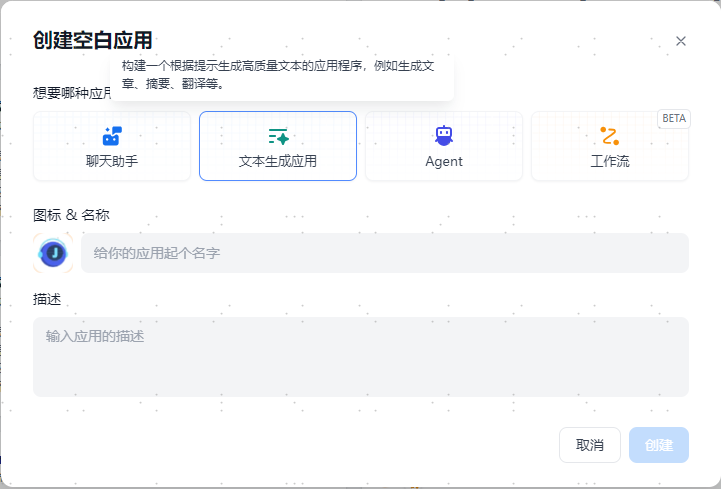 创建空白应用
构建一个根据提示生成高质量文本的应用程序，例如生成文
章、摘要、翻译等。
想要哪种应用
BETA
聊天助手
文本生成应用
Agent
工作流
图标 & 名称
J
给你的应用起个名字
描述
输入应用的描述
取消
创建